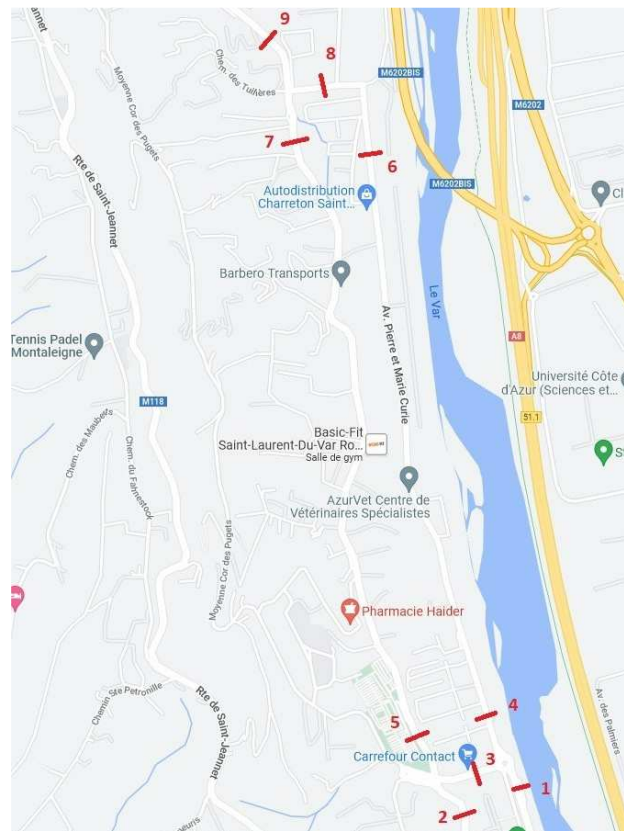 9
8
Chem. des Tuilières
M6202BIS
M6202
Moyenne Cor des Pugets
Rte de Saint-Jeannet
7
6
M6202BIS
Autodistribution
Charreton Saint...
Cl
Barbero Transports
Le Var
Av. Pierre et Marie Curie
A8
Tennis Padel
Montaleigne
Université Côte
d'Azur (Sciences et...
M118
51.1
Chem. des Mauberts
Basic-Fit
Saint-Laurent-Du-Var Ro...
Salle de gym
S
Chem. du Fahnestock
AzurVet Centre de
Vétérinaires Spécialistes
Moyenne Cor des Pugets
Pharmacie Haider
Chemin Ste Petronille
Rte de Saint-Jeannet
Av. des Palmiers
4
5
Carrefour Contact
3
1
2